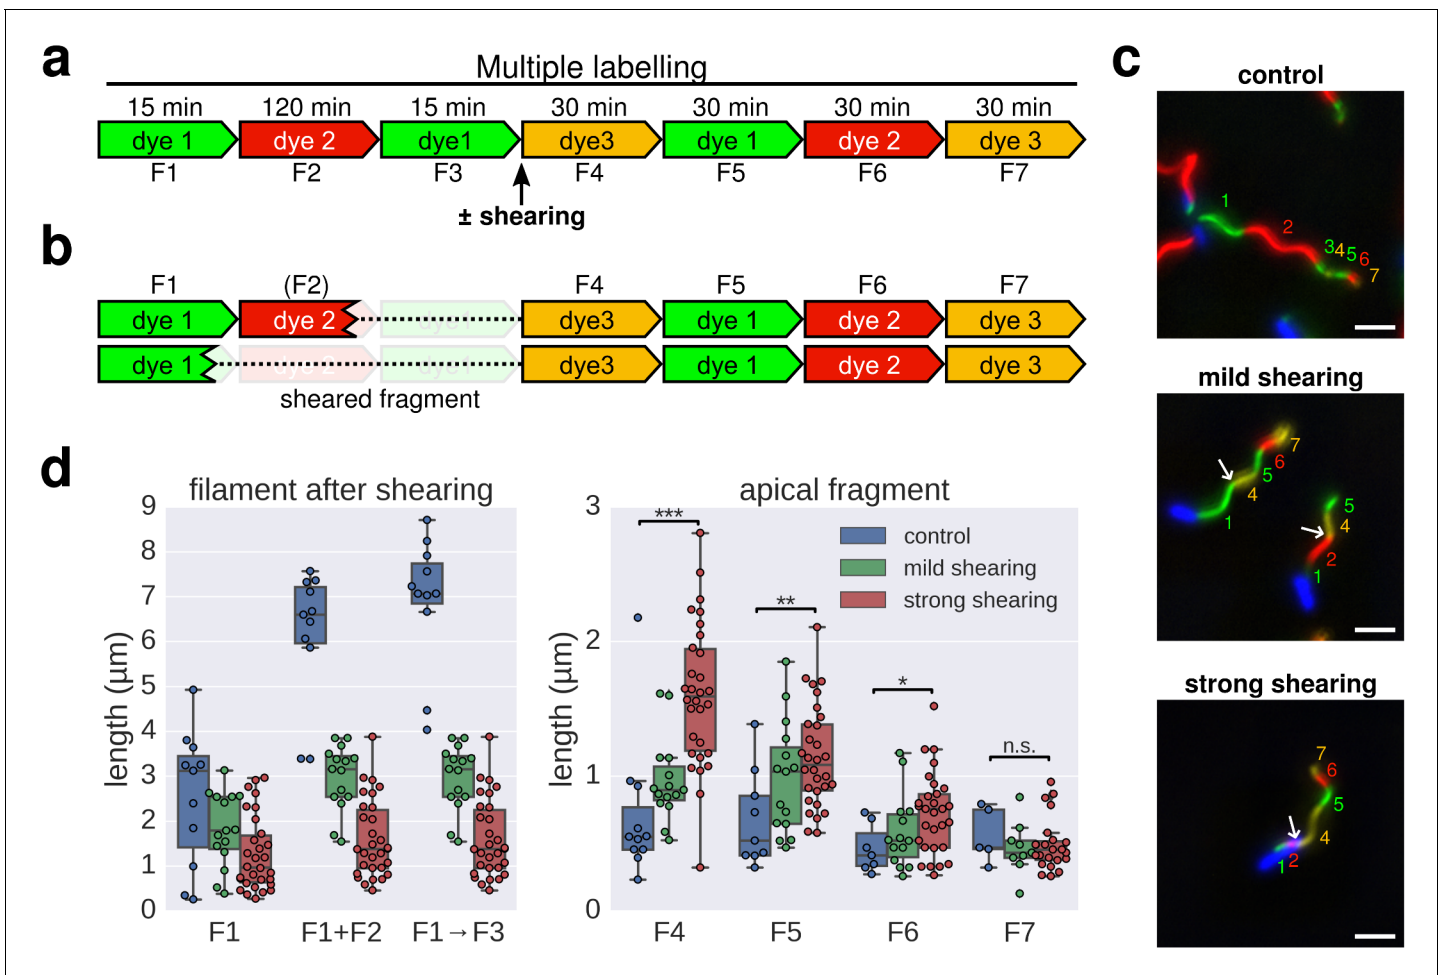 a
Multiple labelling
15 min 120 min 15 min 30 min 30 min 30 min 30 min
dye 1 dye 2 dye1 dye3 dye 1 dye 2 dye 3
F1 F2 F3 F4 F5 F6 F7
± shearing
b
F1 (F2) F4 F5 F6 F7
dye 1 dye 2 dye1 dye3 dye 1 dye 2 dye 3
dye 1 dye 2 dye1 dye3 dye 1 dye 2 dye 3
sheared fragment
c
control
1
2
3 4 5 6
7
mild shearing
7
6
5
4
1
5
4
2
1
strong shearing
7
6
5
4
1 2
d
filament after shearing
length (µm)
9
8
7
6
5
4
3
2
1
0
F1 F1+F2 F1→F3
apical fragment
length (µm)
3
2
1
0
***
**
*
n.s.
control
mild shearing
strong shearing
F4 F5 F6 F7